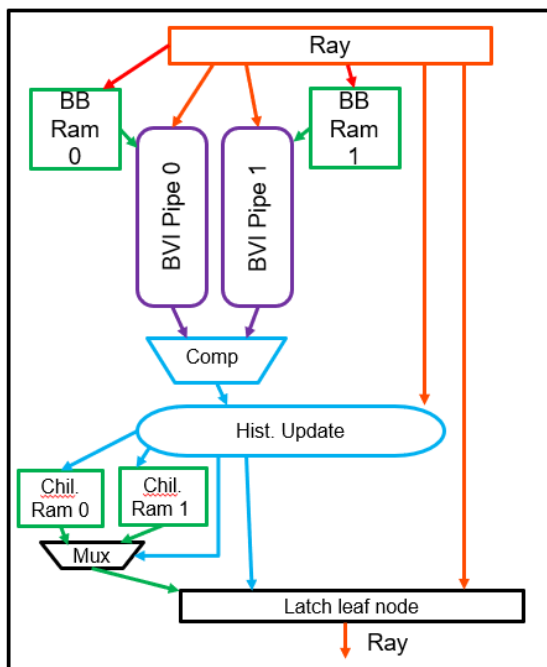 Ray
BB
Ram
0
BB
Ram
1
BVI Pipe 0
BVI Pipe 1
Comp
Hist. Update
Chil.
Ram 0
Chil.
Ram 1
Mux
Latch leaf node
Ray